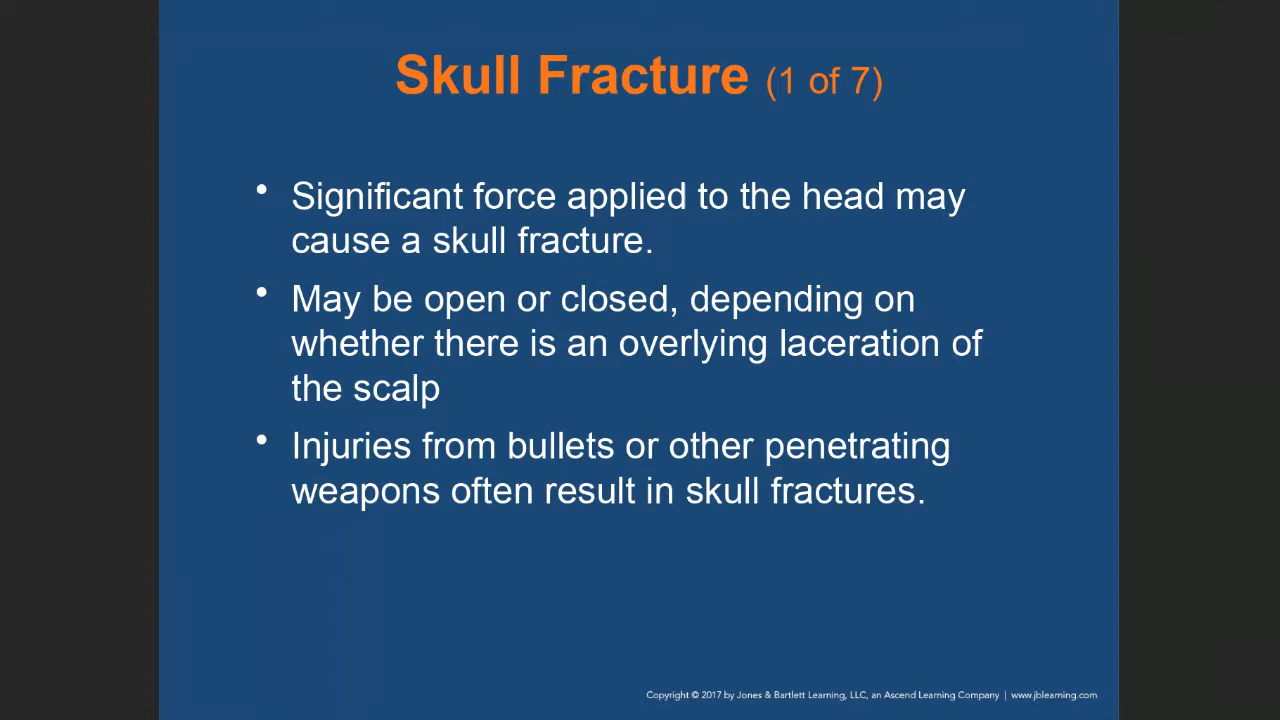 Skull Fracture (1 of 7)
• Significant force applied to the head may
cause a skull fracture.
• May be open or closed, depending on
whether there is an overlying laceration of
the scalp
• Injuries from bullets or other penetrating
weapons often result in skull fractures.
Copyright © 2017 by Jones & Bartlett Learning, LLC, an Ascend Learning Company | www.jblearning.com